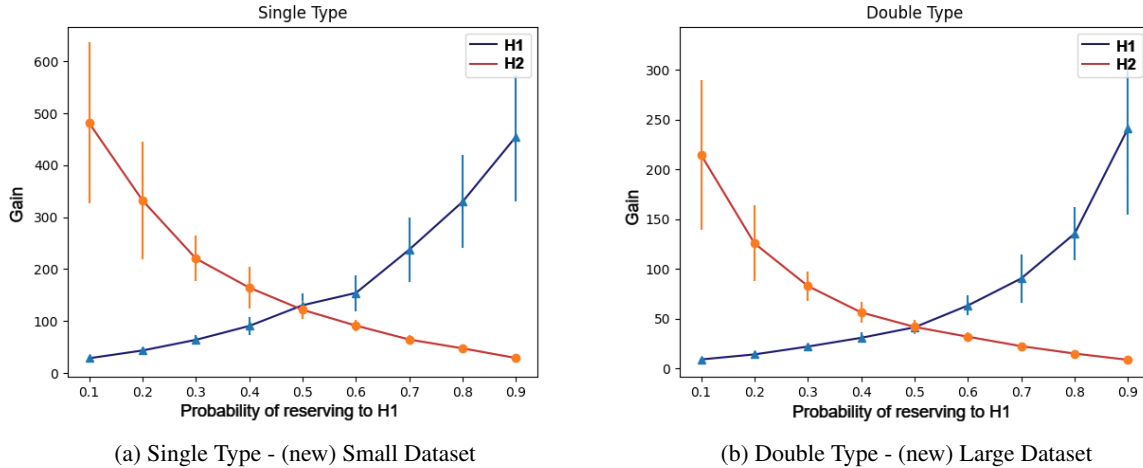 Single Type
H1
H2
Gain
600
500
400
300
200
100
0
0.1 0.2 0.3 0.4 0.5 0.6 0.7 0.8 0.9
Probability of reserving to H1
(a) Single Type - (new) Small Dataset
Double Type
H1
H2
Gain
300
250
200
150
100
50
0
0.1 0.2 0.3 0.4 0.5 0.6 0.7 0.8 0.9
Probability of reserving to H1
(b) Double Type - (new) Large Dataset